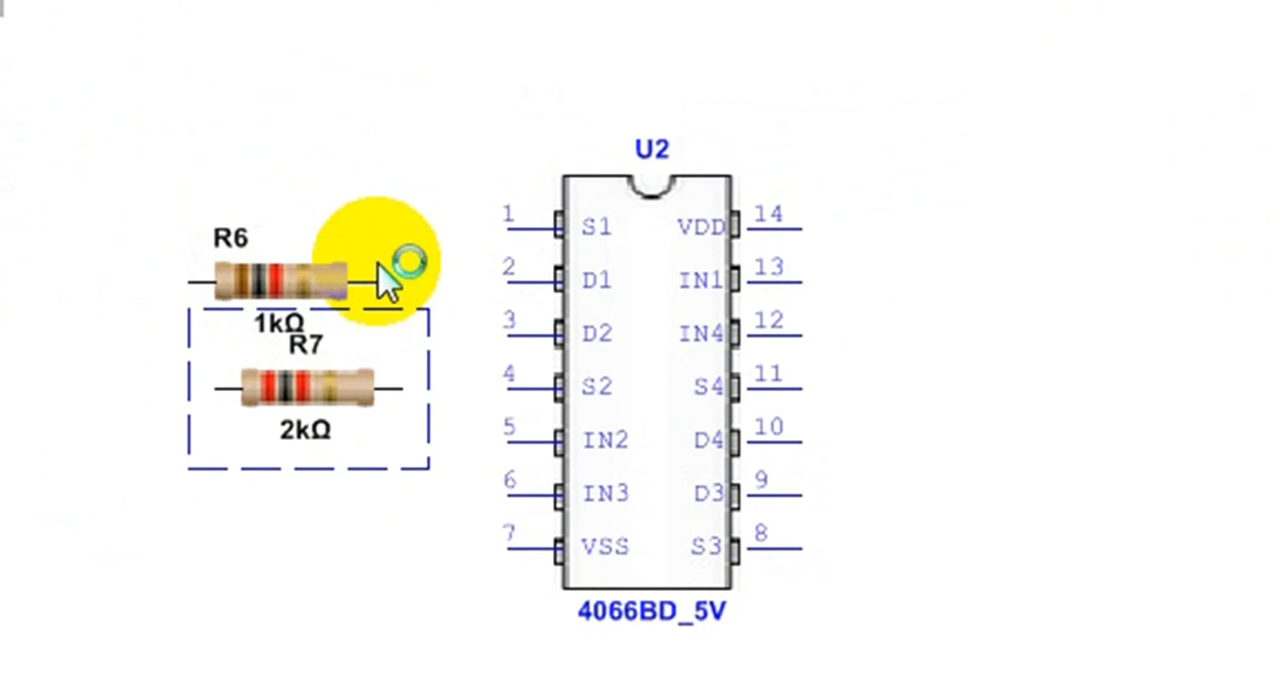 U2
R6
1kΩ
R7
2kΩ
1 S1 VDD 14
2 D1 IN1 13
3 D2 IN4 12
4 S2 S4 11
5 IN2 D4 10
6 IN3 D3 9
7 VSS S3 8
4066BD_5V